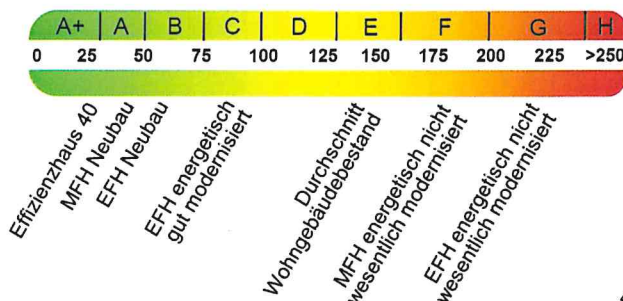 A+ A B C D E F G H
0 25 50 75 100 125 150 175 200 225 >250
Effizienzhaus 40
MFH Neubau
EFH Neubau
EFH energetisch
gut modernisiert
Durchschnitt
Wohngebäudebestand
MFH energetisch nicht
wesentlich modernisiert
EFH energetisch nicht
wesentlich modernisiert